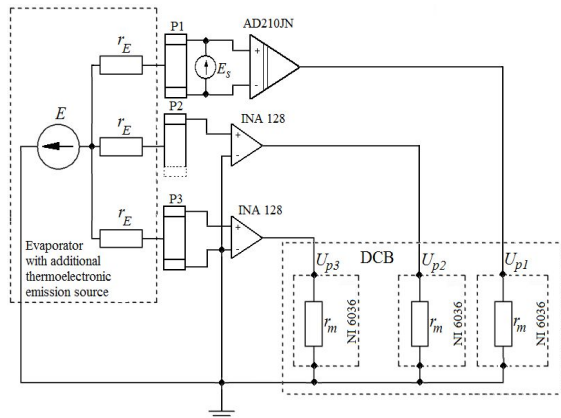 P1
AD210JN
r_E
+
E_s
-
P2
INA 128
E
r_E
+
-
P3
INA 128
r_E
+
-
Evaporator
with additional
thermoelectronic
emission source
DCB
U_p3
U_p2
U_p1
r_m
NI 6036
r_m
NI 6036
r_m
NI 6036